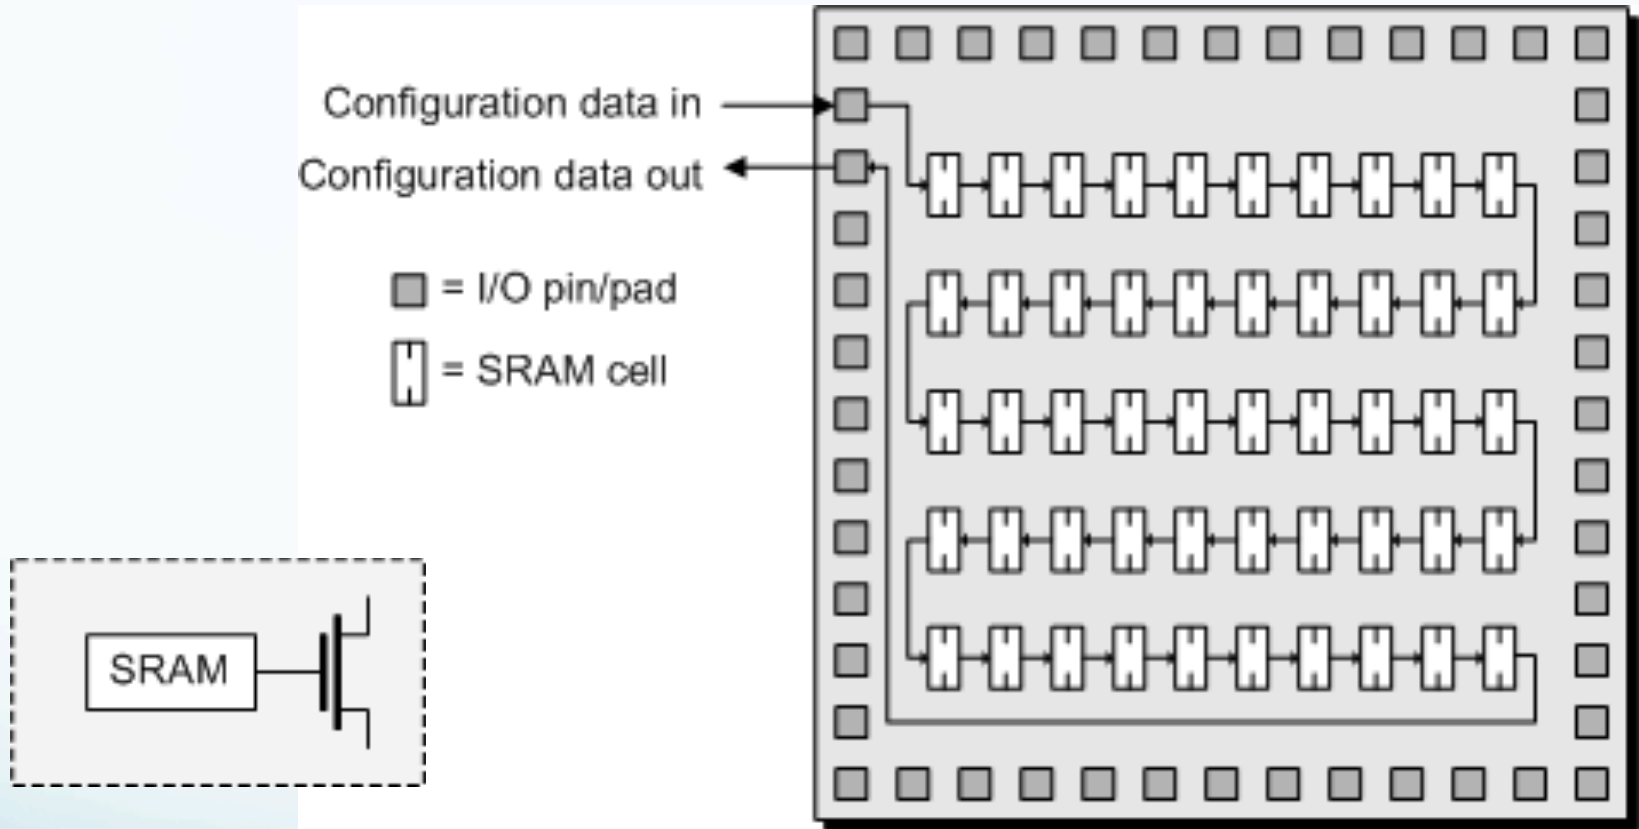 Configuration data in
Configuration data out
= I/O pin/pad
= SRAM cell
SRAM